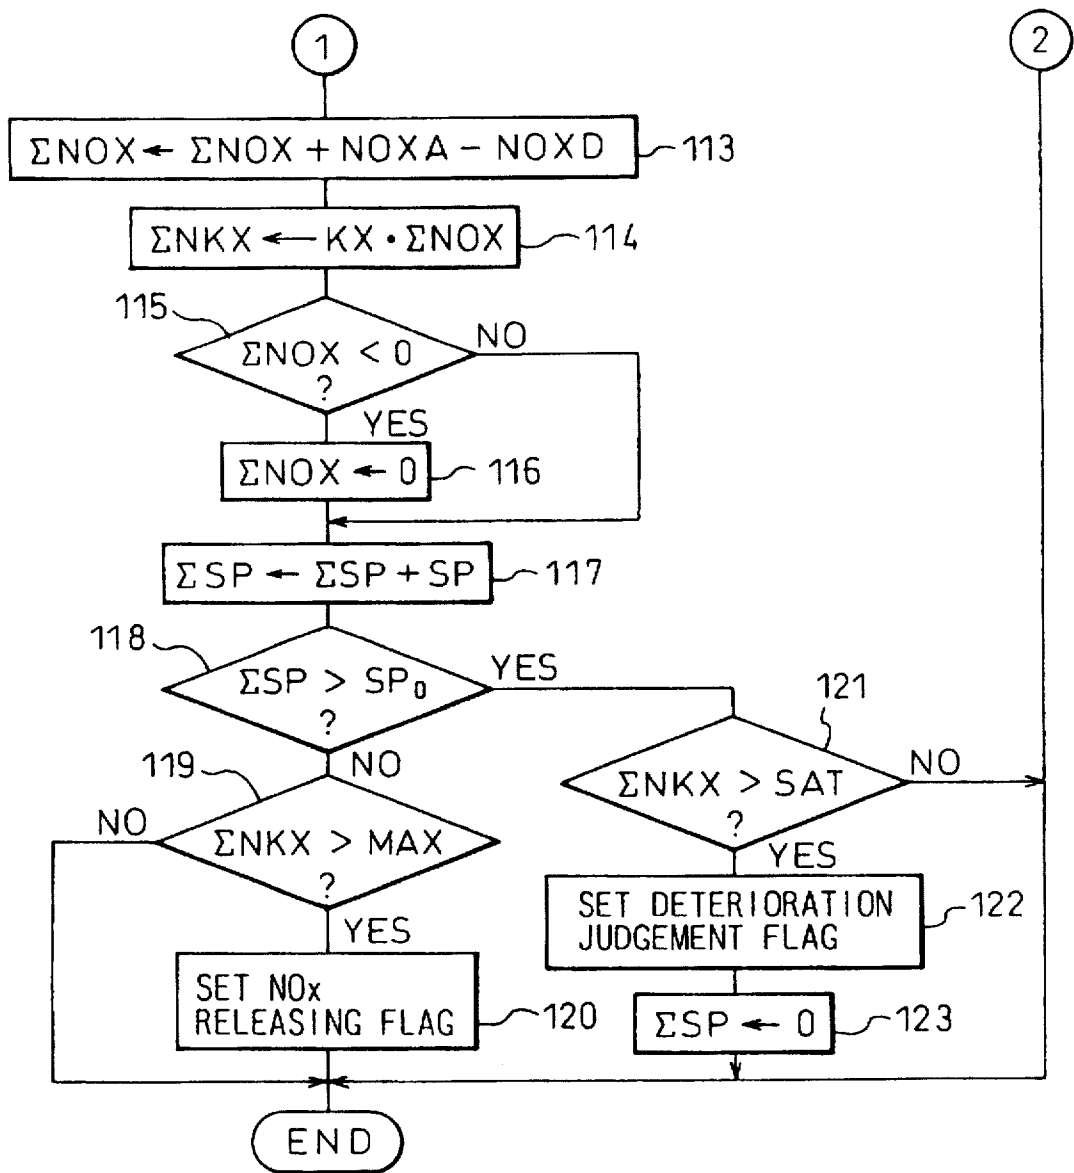 1
2
ΣNOX ← ΣNOX + NOXA - NOXD
113
ΣNKX ← KX · ΣNOX
114
115
ΣNOX < 0
?
NO
YES
ΣNOX ← 0
116
ΣSP ← ΣSP + SP
117
118
ΣSP > SP₀
?
YES
NO
119
ΣNKX > MAX
?
NO
YES
SET NOx
RELEASING FLAG
120
121
ΣNKX > SAT
?
NO
YES
SET DETERIORATION
JUDGEMENT FLAG
122
ΣSP ← 0
123
END